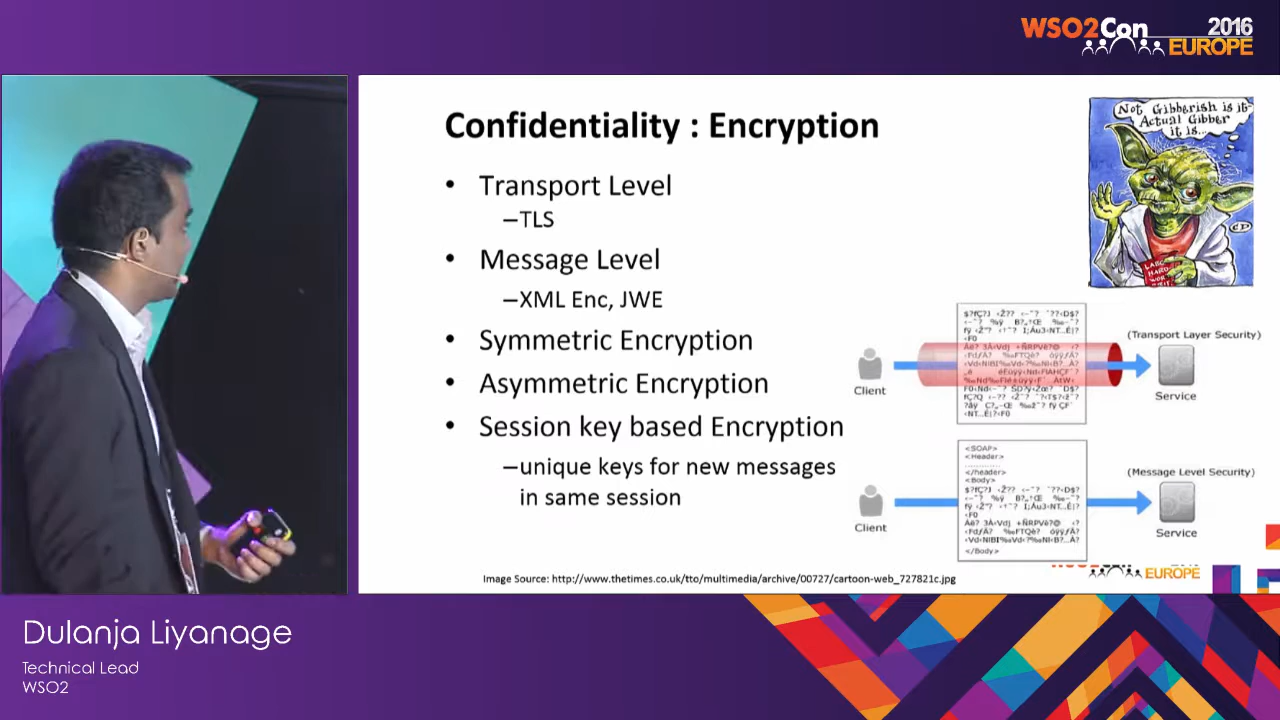 WSO2Con 2016
EUROPE
Confidentiality : Encryption
Not Gibberish is it-
Actual Gibber
it is...
• Transport Level
–TLS
• Message Level
–XML Enc, JWE
• Symmetric Encryption
• Asymmetric Encryption
• Session key based Encryption
–unique keys for new messages
in same session
Client
(Transport Layer Security)
Service
<SOAP>
<Header>
.............
</header>
<Body>
</Body>
Client
(Message Level Security)
Service
Image Source: http://www.thetimes.co.uk/tto/multimedia/archive/00727/cartoon-web_727821c.jpg
EUROPE
Dulanja Liyanage
Technical Lead
WSO2